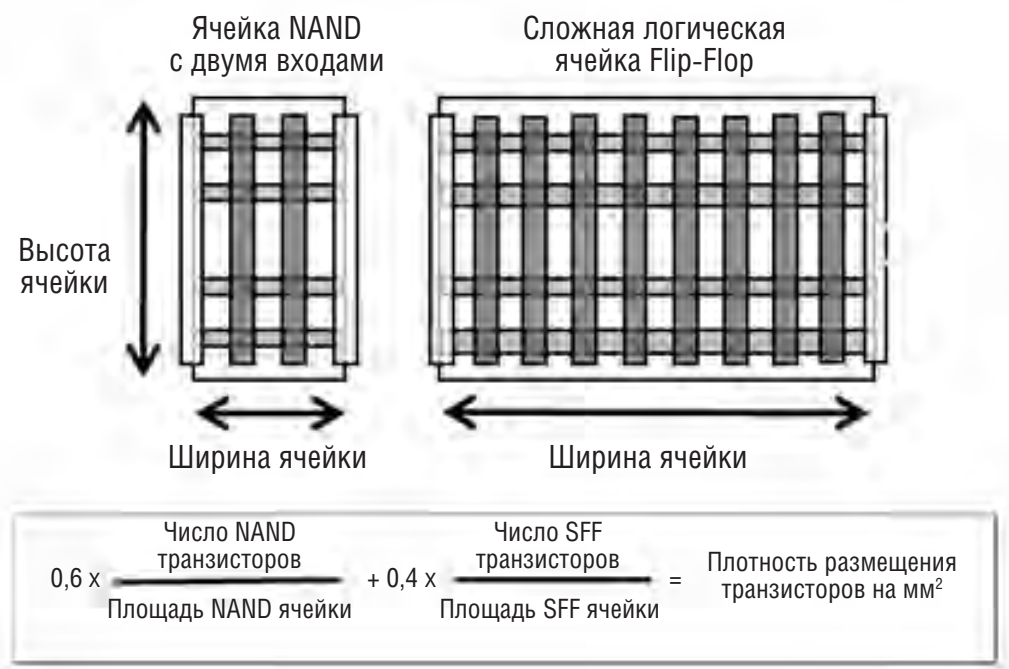 Ячейка NAND
с двумя входами
Сложная логическая
ячейка Flip-Flop
Высота
ячейки
Ширина ячейки
Ширина ячейки
0,6 x
Число NAND
транзисторов
Площадь NAND ячейки
+ 0,4 x
Число SFF
транзисторов
Площадь SFF ячейки
=
Плотность размещения
транзисторов на мм²